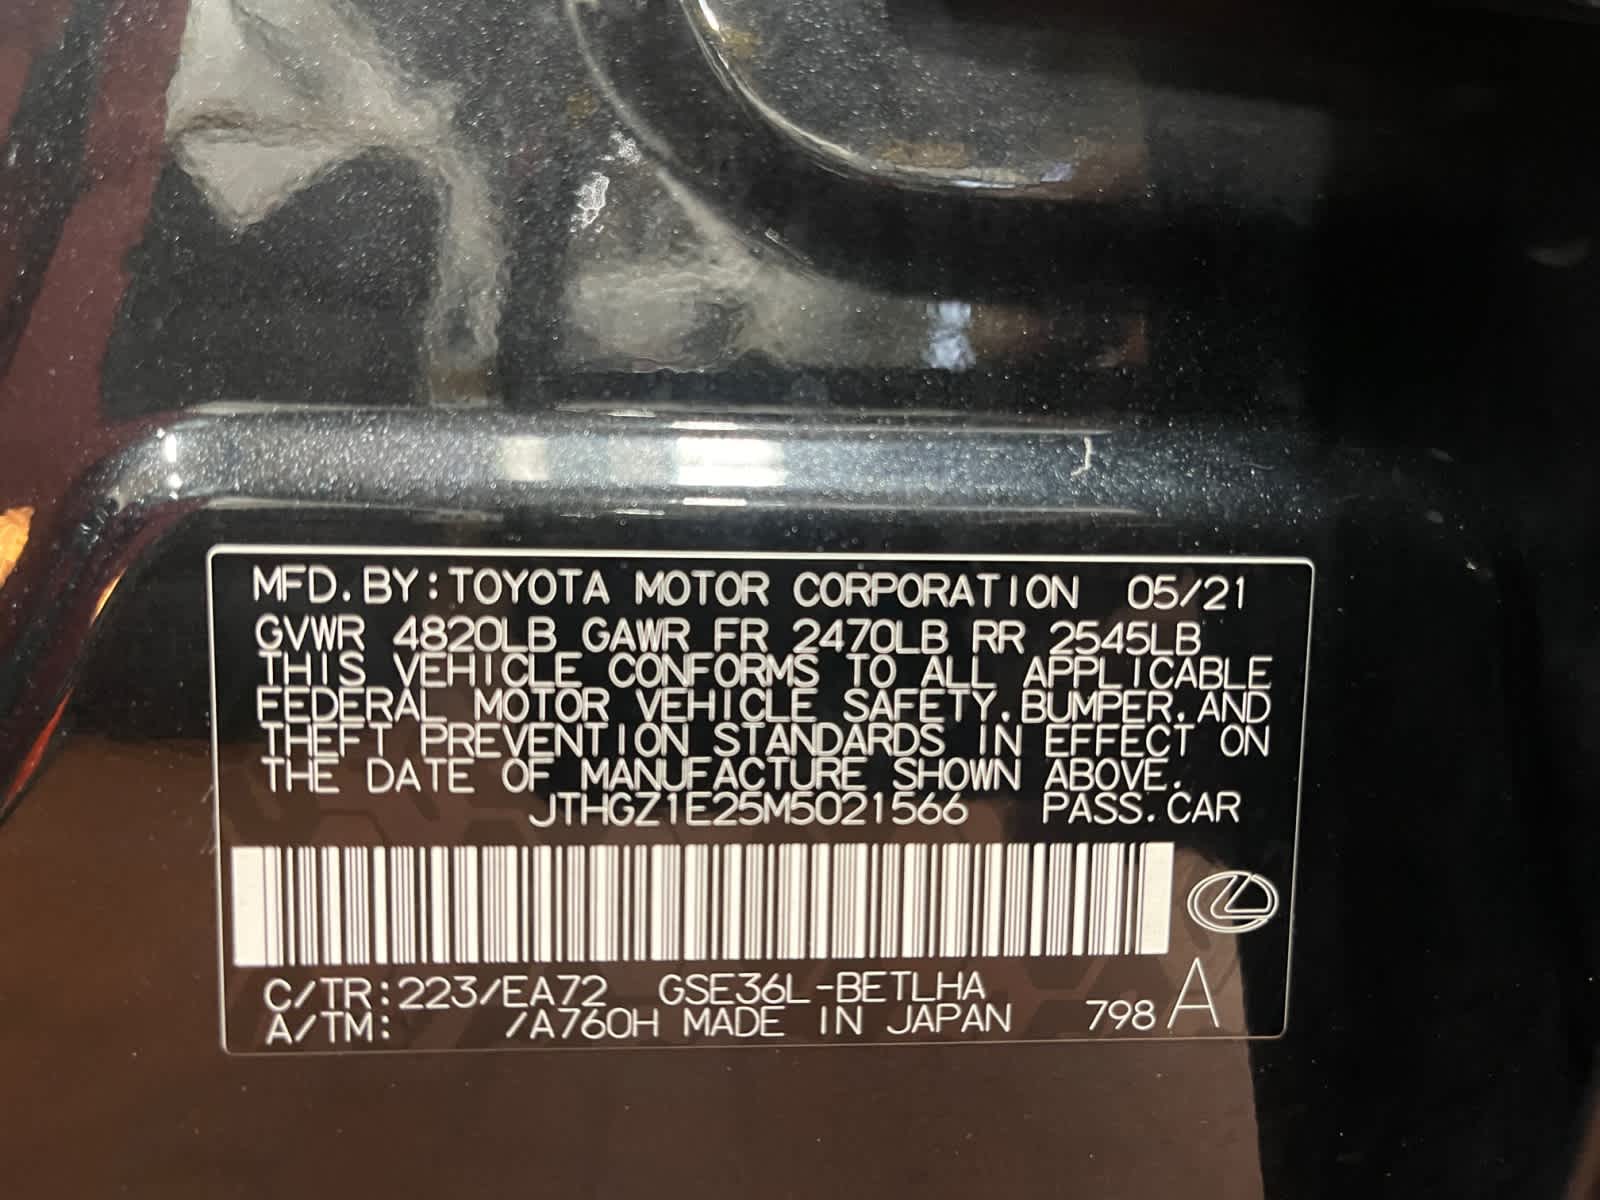 MFD. BY: TOYOTA MOTOR CORPORATION 05/21
GVWR 4820LB GAWR FR 2470LB RR 2545LB
THIS VEHICLE CONFORMS TO ALL APPLICABLE
FEDERAL MOTOR VEHICLE SAFETY, BUMPER, AND
THEFT PREVENTION STANDARDS IN EFFECT ON
THE DATE OF MANUFACTURE SHOWN ABOVE.
JTHGZ1E25M5021566 PASS. CAR
C/TR: 223/EA72 GSE36L-BETLHA
A/TM: /A760H MADE IN JAPAN 798 A